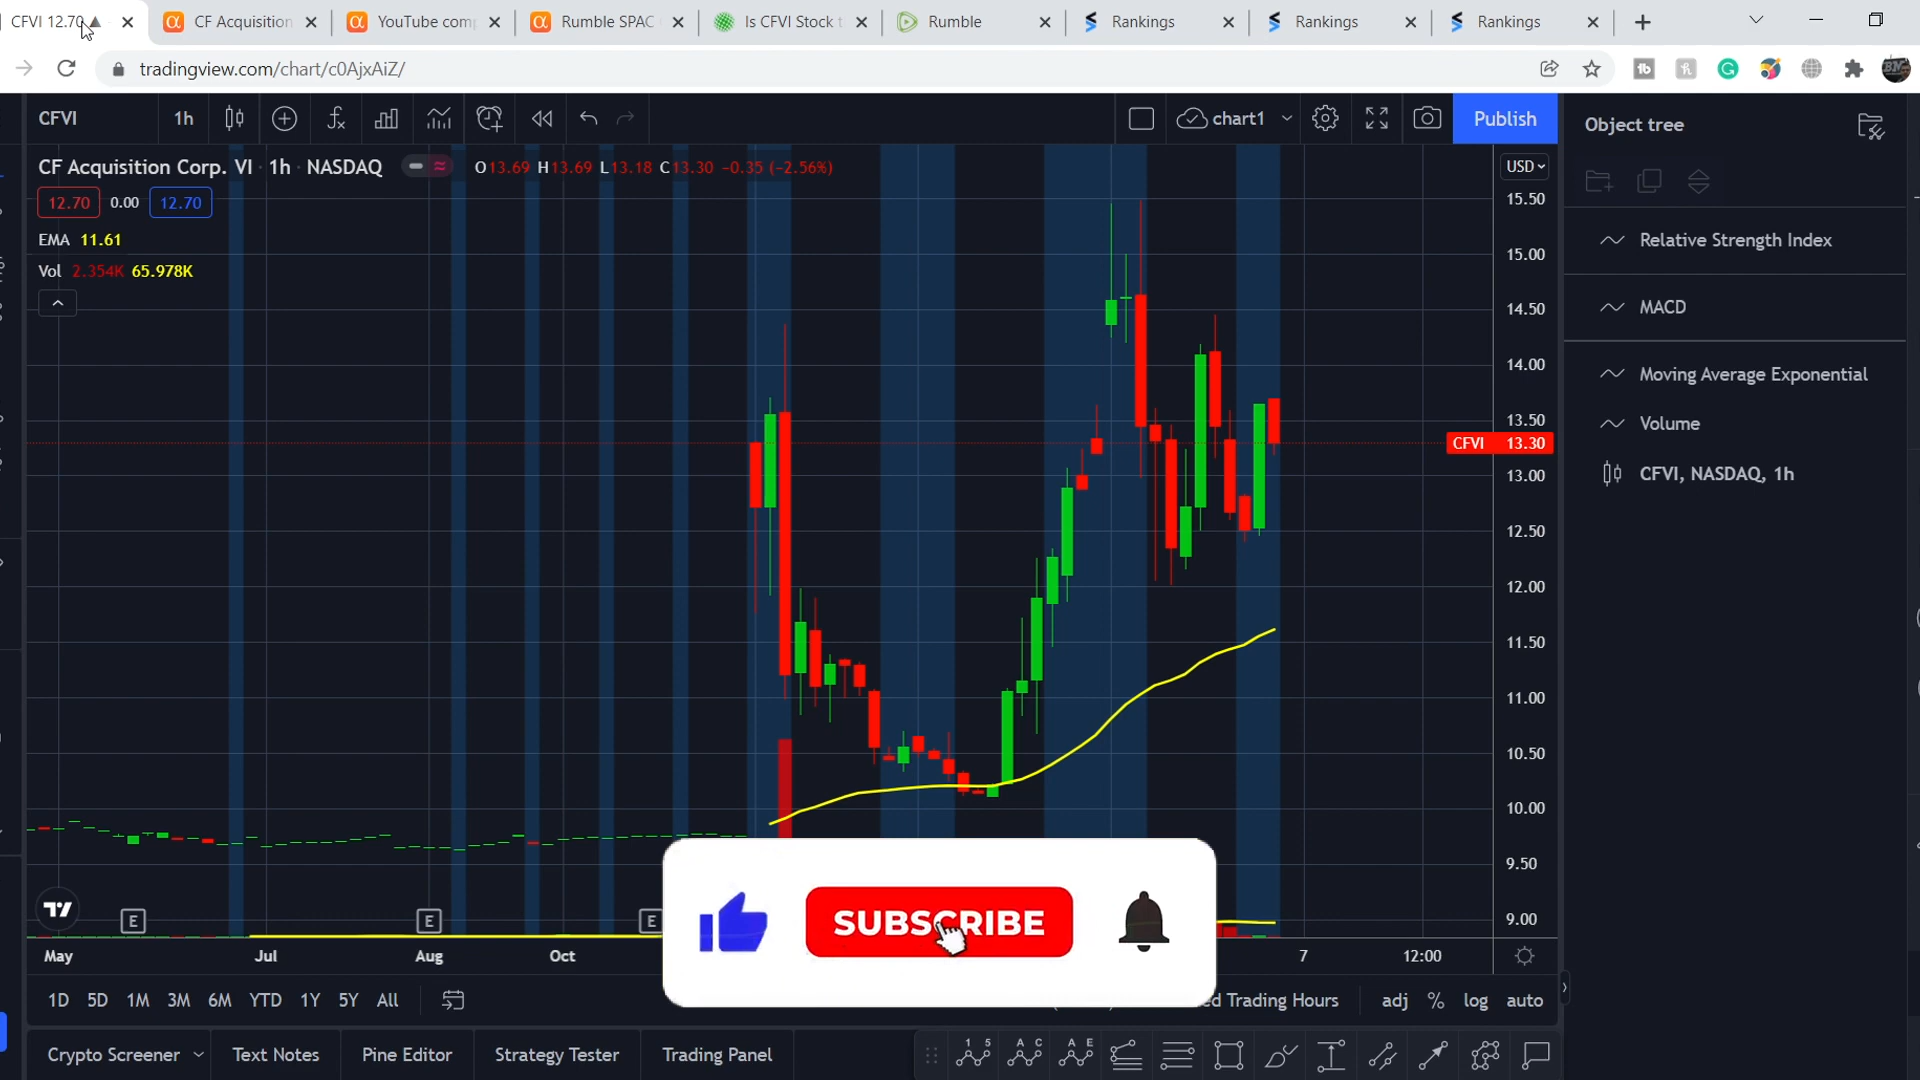 CFVI 12.70 ▲
CF Acquisition
YouTube comp
Rumble SPAC
Is CFVI Stock t
Rumble
Rankings
Rankings
Rankings
tradingview.com/chart/c0AjxAiZ/
CFVI
1h
chart1
Publish
Object tree
CF Acquisition Corp. VI · 1h · NASDAQ
O13.69 H13.69 L13.18 C13.30 -0.35 (-2.56%)
USD
12.70
0.00
12.70
EMA 11.61
Vol 2.354K 65.978K
15.50
15.00
14.50
14.00
13.50
CFVI 13.30
13.00
12.50
12.00
11.50
11.00
10.50
10.00
9.50
9.00
Relative Strength Index
MACD
Moving Average Exponential
Volume
CFVI, NASDAQ, 1h
E
E
E
SUBSCRIBE
May
Jul
Aug
Oct
7
12:00
1D
5D
1M
3M
6M
YTD
1Y
5Y
All
d Trading Hours
adj
%
log
auto
Crypto Screener
Text Notes
Pine Editor
Strategy Tester
Trading Panel